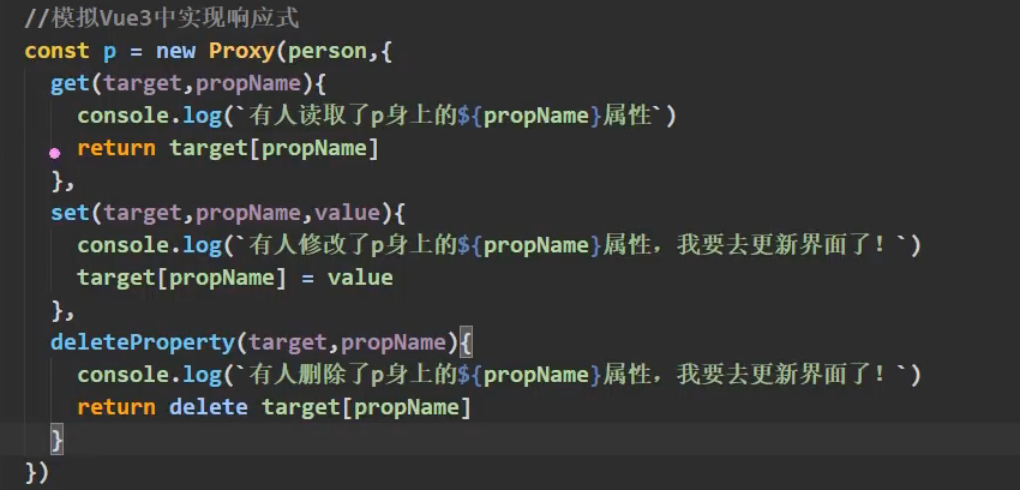 //模拟Vue3中实现响应式
const p = new Proxy(person,{
get(target,propName){
console.log(`有人读取了p身上的${propName}属性`)
return target[propName]
},
set(target,propName,value){
console.log(`有人修改了p身上的${propName}属性，我要去更新界面了！`)
target[propName] = value
},
deleteProperty(target,propName){
console.log(`有人删除了p身上的${propName}属性，我要去更新界面了！`)
return delete target[propName]
}
})